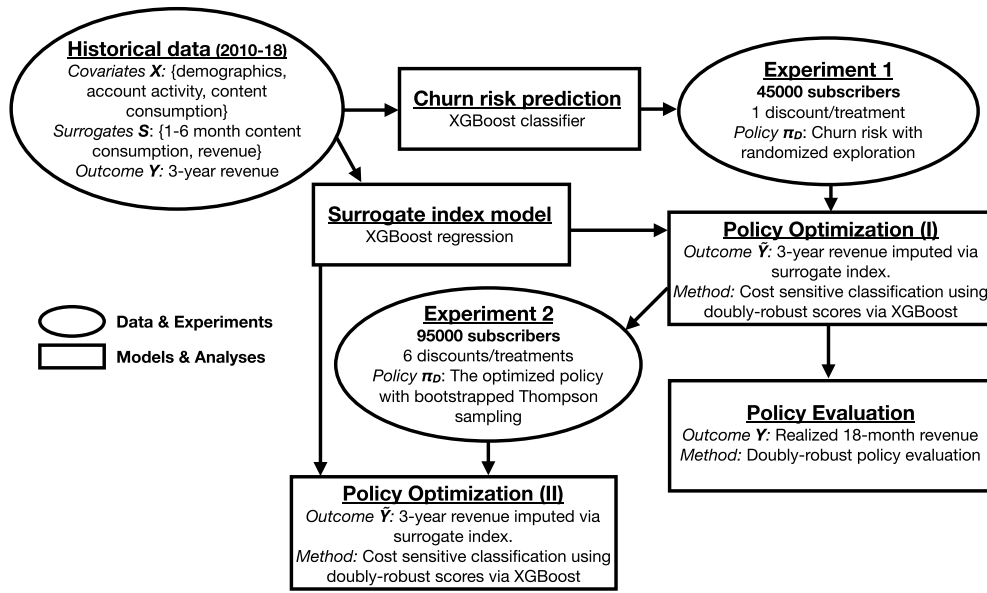 Historical data (2010-18)
Covariates X: {demographics,
account activity, content
consumption}
Surrogates S: {1-6 month content
consumption, revenue}
Outcome Y: 3-year revenue
Churn risk prediction
XGBoost classifier
Experiment 1
45000 subscribers
1 discount/treatment
Policy πD: Churn risk with
randomized exploration
Surrogate index model
XGBoost regression
Policy Optimization (I)
Outcome Ỹ: 3-year revenue imputed via
surrogate index.
Method: Cost sensitive classification using
doubly-robust scores via XGBoost
Data & Experiments
Models & Analyses
Experiment 2
95000 subscribers
6 discounts/treatments
Policy πD: The optimized policy
with bootstrapped Thompson
sampling
Policy Evaluation
Outcome Y: Realized 18-month revenue
Method: Doubly-robust policy evaluation
Policy Optimization (II)
Outcome Ỹ: 3-year revenue imputed via
surrogate index.
Method: Cost sensitive classification using
doubly-robust scores via XGBoost